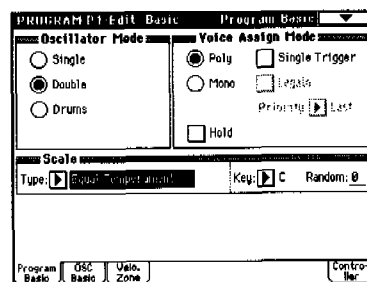 PROGRAM P1-Edit Basic Program Basic
Oscillator Mode
Single
Double
Drums
Voice Assign Mode
Poly Single Trigger
Mono Legato
Priority: Last
Hold
Scale
Type: Equal Temperament Key: C Random: 0
Program Basic
OSC Basic
Velo. Zone
Contro-
ller